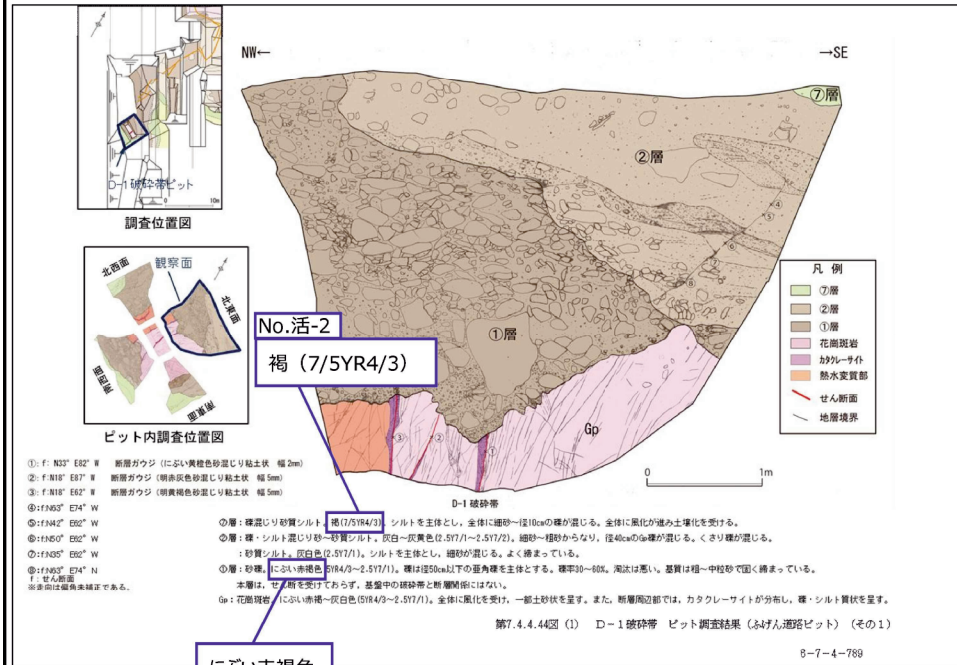 NW←
→SE
⑦層
②層
D-1破砕帯ピット
0 10m
調査位置図
凡 例
⑦層
②層
①層
花崗斑岩
カタクレーサイト
熱水変質部
せん断面
地層境界
北西面
観察面
北東面
南西面
南東面
ピット内調査位置図
No.活-2
褐（7/5YR4/3）
①層
④
⑤
⑥
⑦
⑧
③
②
①
Gp
0 1m
D-1 破砕帯
①: f: N33° E82° W 断層ガウジ（にぶい黄橙色砂混じり粘土状 幅2mm）
②: f:N18° E87° W 断層ガウジ（明赤灰色砂混じり粘土状 幅5mm）
③: f:N18° E62° W 断層ガウジ（明黄褐色砂混じり粘土状 幅5mm）
④:f:N63° E74° W
⑤:f:N42° E62° W
⑥:f:N50° E62° W
⑦:f:N35° E62° W
⑧:f:N63° E74° N
f：せん断面
※走向は偏角未補正である。
⑦層：礫混じり砂質シルト。褐(7/5YR4/3)。シルトを主体とし、全体に細砂～径10cmの礫が混じる。全体に風化が進み土壌化を受ける。
②層：礫・シルト混じり砂～砂質シルト。灰白～灰黄色(2.5Y7/1～2.5Y7/2)。細砂～粗砂からなり、径40cmのGp礫が混じる。くさり礫が混じる。
：砂質シルト。灰白色(2.5Y7/1)。シルトを主体とし、細砂が混じる。よく締まっている。
①層：砂礫。にぶい赤褐色(5YR4/3～2.5Y7/1)。礫は径50cm以下の亜角礫を主体とする。礫率30～60%。淘汰は悪い。基質は粗～中粒砂で固く締まっている。
本層は，せん断を受けておらず，基盤中の破砕帯と断層関係にはない。
Gp：花崗斑岩。にぶい赤褐～灰白色(5YR4/3～2.5Y7/1)。全体に風化を受け，一部土砂状を呈す。また，断層周辺部では，カタクレーサイトが分布し，礫・シルト質状を呈す。
第7.4.4.44図 (1) D－1破砕帯 ピット調査結果（ふげん道路ピット）（その1）
6-7-4-789
にぶい赤褐色